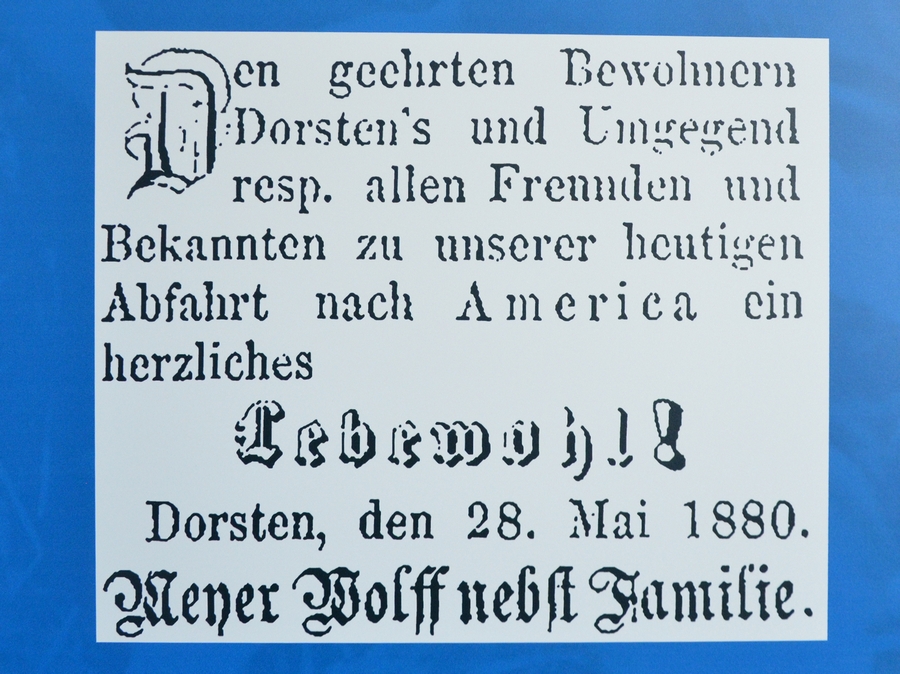 Den geehrten Bewohnern
Dorsten's und Umgegend
resp. allen Freunden und
Bekannten zu unserer heutigen
Abfahrt nach America ein
herzliches
Lebewohl!
Dorsten, den 28. Mai 1880.
Meyer Wolff nebst Familie.